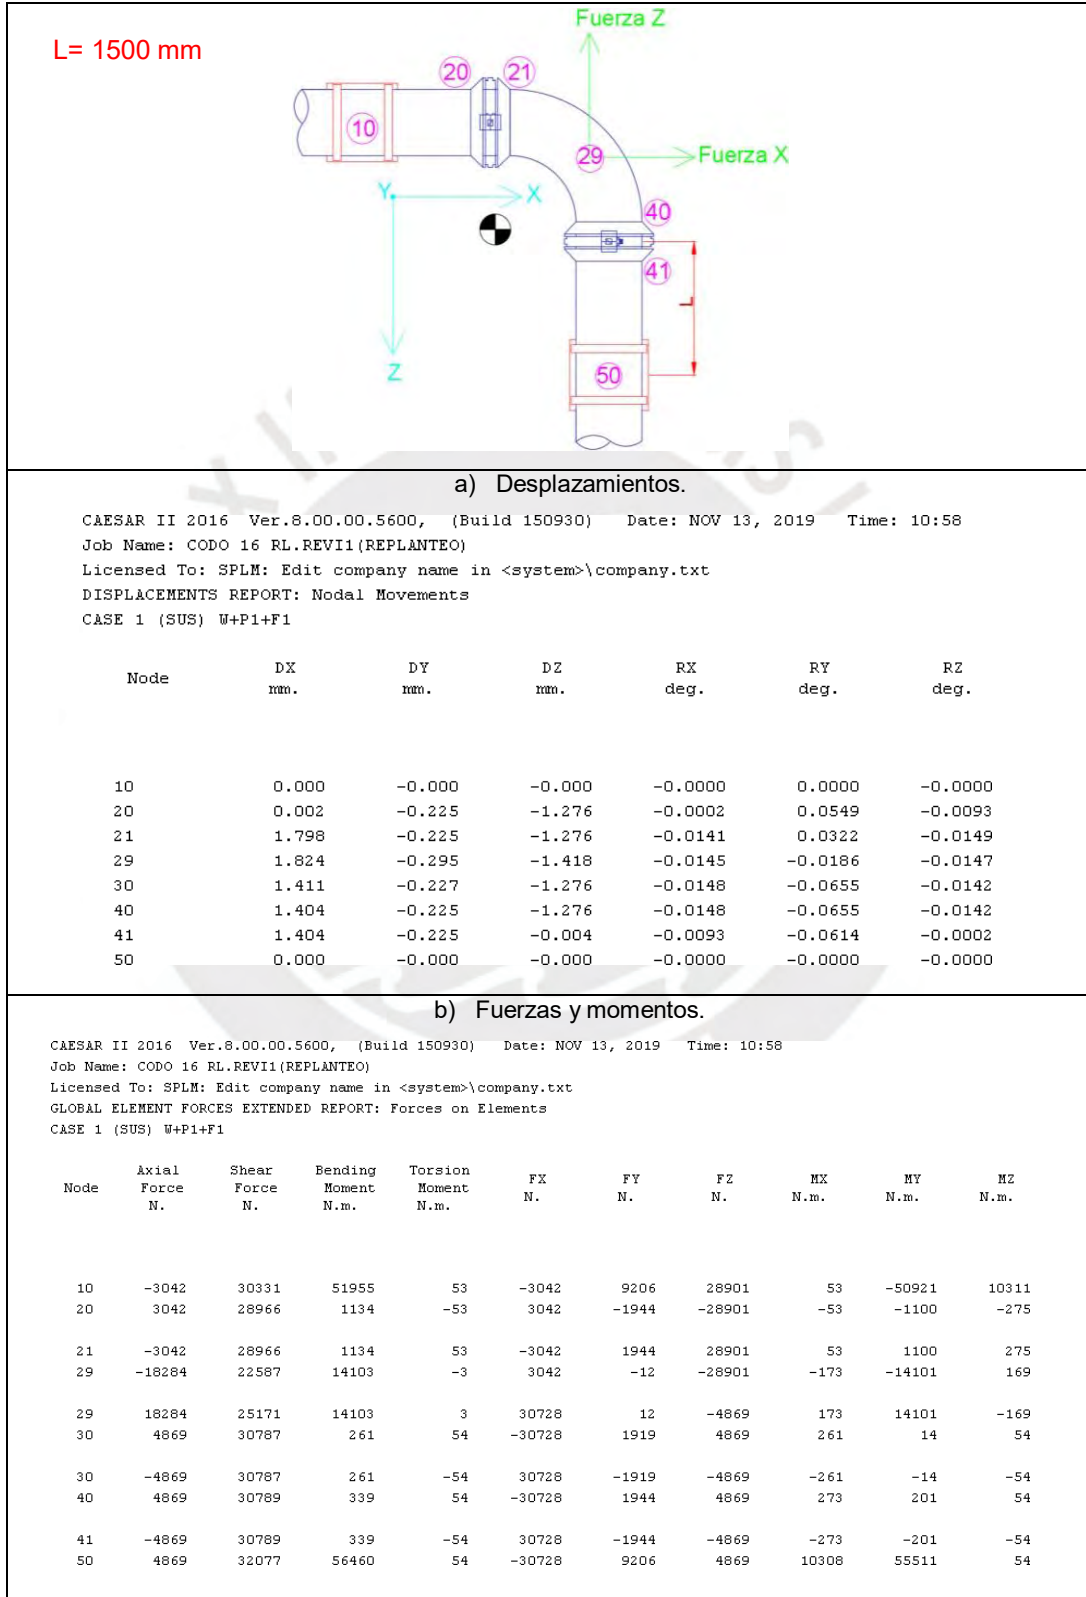 L= 1500 mm
Fuerza Z
20
21
10
29
Fuerza X
Y
X
40
41
L
50
Z
a) Desplazamientos.
CAESAR II 2016 Ver.8.00.00.5600, (Build 150930) Date: NOV 13, 2019 Time: 10:58
Job Name: CODO 16 RL.REVI1(REPLANTEO)
Licensed To: SPLM: Edit company name in <system>\company.txt
DISPLACEMENTS REPORT: Nodal Movements
CASE 1 (SUS) W+P1+F1
Node DX mm. DY mm. DZ mm. RX deg. RY deg. RZ deg.
10 0.000 -0.000 -0.000 -0.0000 0.0000 -0.0000
20 0.002 -0.225 -1.276 -0.0002 0.0549 -0.0093
21 1.798 -0.225 -1.276 -0.0141 0.0322 -0.0149
29 1.824 -0.295 -1.418 -0.0145 -0.0186 -0.0147
30 1.411 -0.227 -1.276 -0.0148 -0.0655 -0.0142
40 1.404 -0.225 -1.276 -0.0148 -0.0655 -0.0142
41 1.404 -0.225 -0.004 -0.0093 -0.0614 -0.0002
50 0.000 -0.000 -0.000 -0.0000 -0.0000 -0.0000
b) Fuerzas y momentos.
CAESAR II 2016 Ver.8.00.00.5600, (Build 150930) Date: NOV 13, 2019 Time: 10:58
Job Name: CODO 16 RL.REVI1(REPLANTEO)
Licensed To: SPLM: Edit company name in <system>\company.txt
GLOBAL ELEMENT FORCES EXTENDED REPORT: Forces on Elements
CASE 1 (SUS) W+P1+F1
Node Axial Force N. Shear Force N. Bending Moment N.m. Torsion Moment N.m. FX N. FY N. FZ N. MX N.m. MY N.m. MZ N.m.
10 -3042 30331 51955 53 -3042 9206 28901 53 -50921 10311
20 3042 28966 1134 -53 3042 -1944 -28901 -53 -1100 -275
21 -3042 28966 1134 53 -3042 1944 28901 53 1100 275
29 -18284 22587 14103 -3 3042 -12 -28901 -173 -14101 169
29 18284 25171 14103 3 30728 12 -4869 173 14101 -169
30 4869 30787 261 54 -30728 1919 4869 261 14 54
30 -4869 30787 261 -54 30728 -1919 -4869 -261 -14 -54
40 4869 30789 339 54 -30728 1944 4869 273 201 54
41 -4869 30789 339 -54 30728 -1944 -4869 -273 -201 -54
50 4869 32077 56460 54 -30728 9206 4869 10308 55511 54